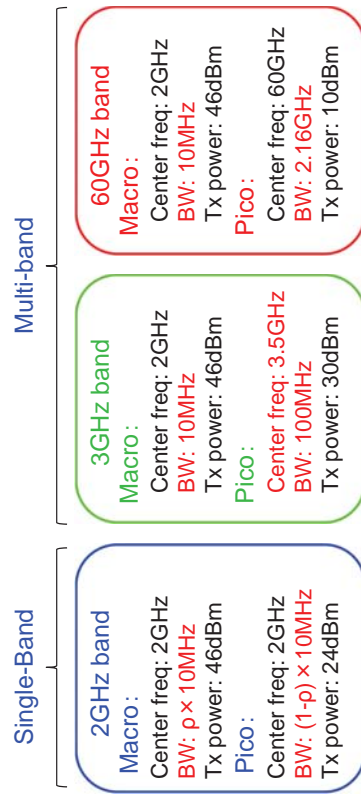 Single-Band
2GHz band
Macro:
Center freq: 2GHz
BW: ρ×10MHz
Tx power: 46dBm
Pico:
Center freq: 2GHz
BW: (1-ρ)×10MHz
Tx power: 24dBm
Multi-band
3GHz band
Macro:
Center freq: 2GHz
BW: 10MHz
Tx power: 46dBm
Pico:
Center freq: 3.5GHz
BW: 100MHz
Tx power: 30dBm
60GHz band
Macro:
Center freq: 2GHz
BW: 10MHz
Tx power: 46dBm
Pico:
Center freq: 60GHz
BW: 2.16GHz
Tx power: 10dBm